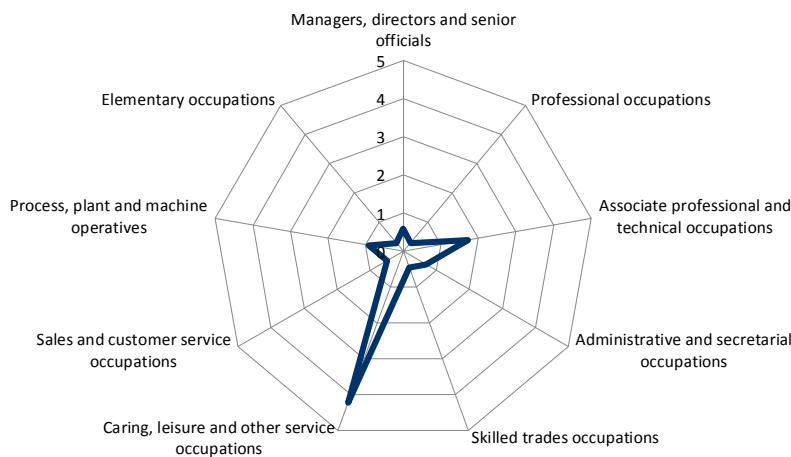 Managers, directors and senior
officials
5
Elementary occupations
Professional occupations
4
3
Process, plant and machine
operatives
2
Associate professional and
technical occupations
1
0
Sales and customer service
occupations
Administrative and secretarial
occupations
Caring, leisure and other service
occupations
Skilled trades occupations